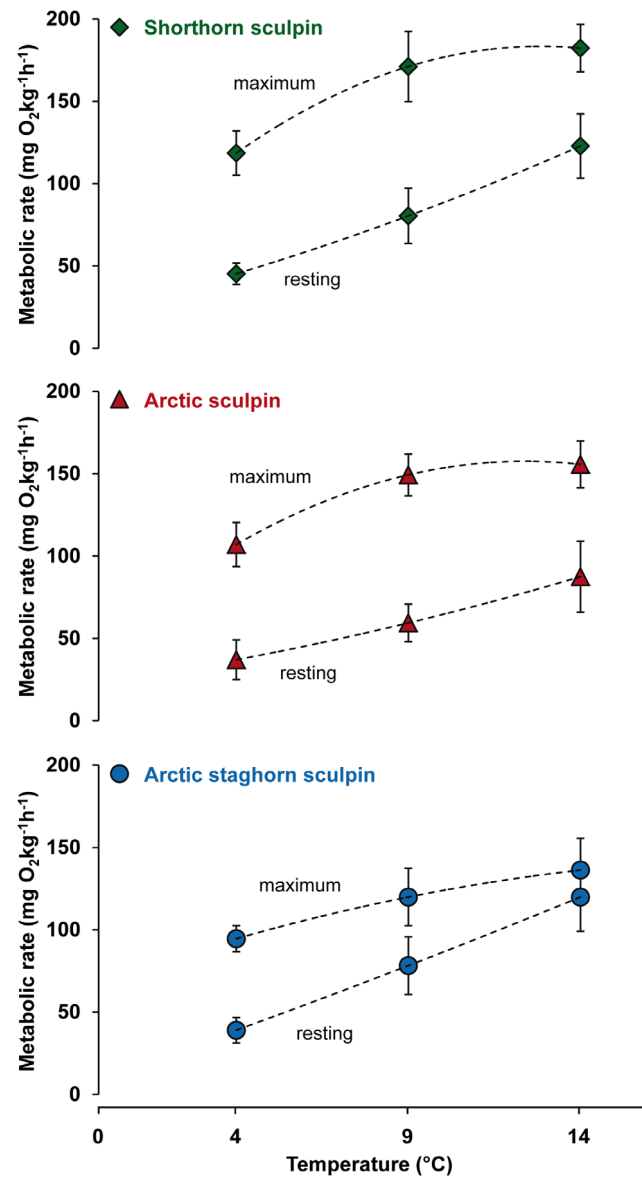 Shorthorn sculpin
Metabolic rate (mg O₂kg⁻¹h⁻¹)
200
150
100
50
0
maximum
resting
Arctic sculpin
Metabolic rate (mg O₂kg⁻¹h⁻¹)
200
150
100
50
0
maximum
resting
Arctic staghorn sculpin
Metabolic rate (mg O₂kg⁻¹h⁻¹)
200
150
100
50
0
maximum
resting
0 4 9 14
Temperature (°C)